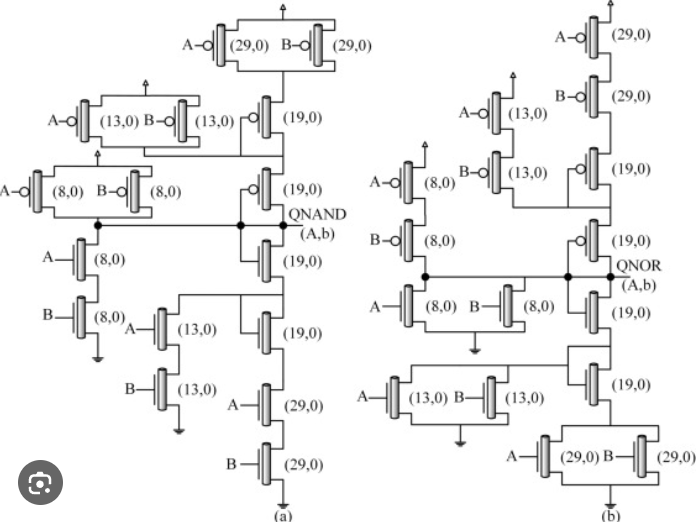 A (29,0) B (29,0)
A (13,0) B (13,0) (19,0)
A (8,0) B (8,0) (19,0)
QNAND
(A,b)
A (8,0) (19,0)
B (8,0) A (13,0) (19,0)
B (13,0) A (29,0)
B (29,0)
(a)
A (29,0)
B (29,0)
A (13,0)
B (13,0) (19,0)
A (8,0)
B (8,0) (19,0)
QNOR
(A,b)
A (8,0) B (8,0) (19,0)
A (13,0) B (13,0) (19,0)
A (29,0) B (29,0)
(b)